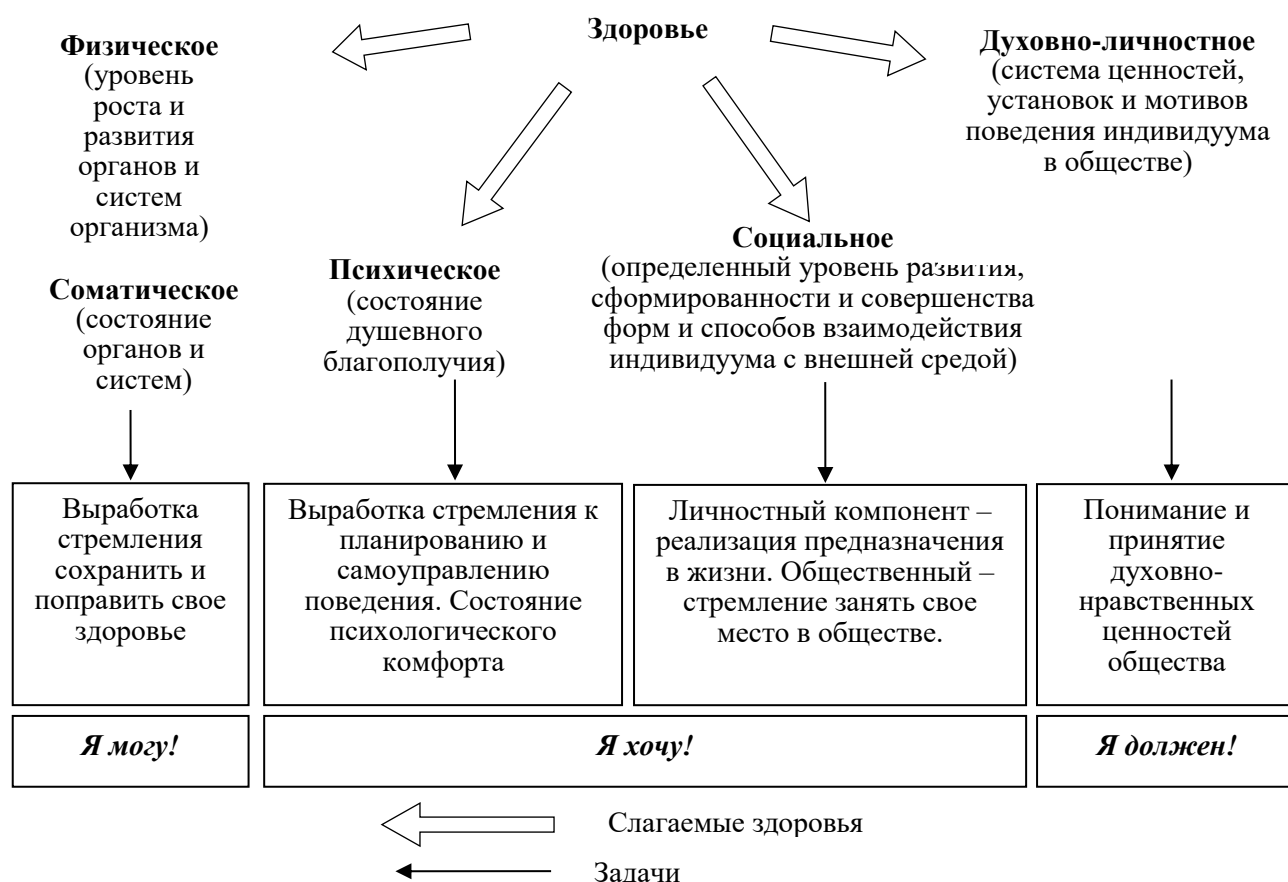 Здоровье
Физическое
(уровень
роста и
развития
органов и
систем
организма)
Соматическое
(состояние
органов и
систем)
Психическое
(состояние
душевного
благополучия)
Социальное
(определенный уровень развития,
сформированности и совершенства
форм и способов взаимодействия
индивидуума с внешней средой)
Духовно-личностное
(система ценностей,
установок и мотивов
поведения индивидуума
в обществе)
Выработка
стремления
сохранить и
поправить свое
здоровье
Выработка стремления к
планированию и
самоуправлению
поведения. Состояние
психологического
комфорта
Личностный компонент –
реализация предназначения
в жизни. Общественный –
стремление занять свое
место в обществе.
Понимание и
принятие
духовно-
нравственных
ценностей
общества
Я могу!
Я хочу!
Я должен!
Слагаемые здоровья
Задачи